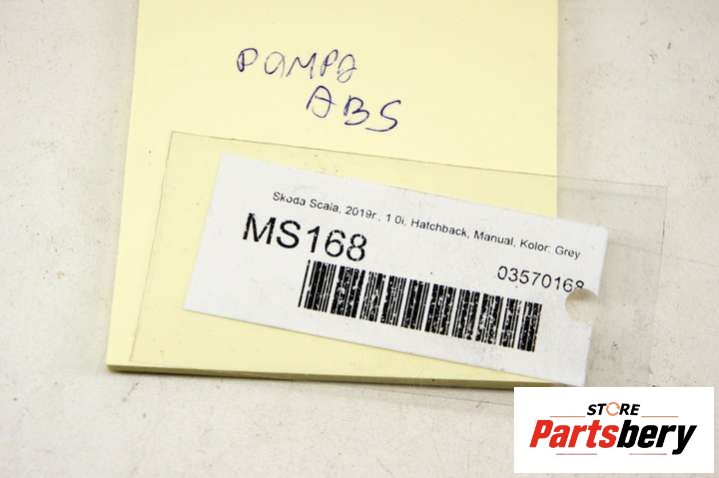 POMPA
ABS
Skoda Scala, 2019r., 1.0i, Hatchback, Manual, Kolor: Grey
MS168
03570168
STORE
Partsbery